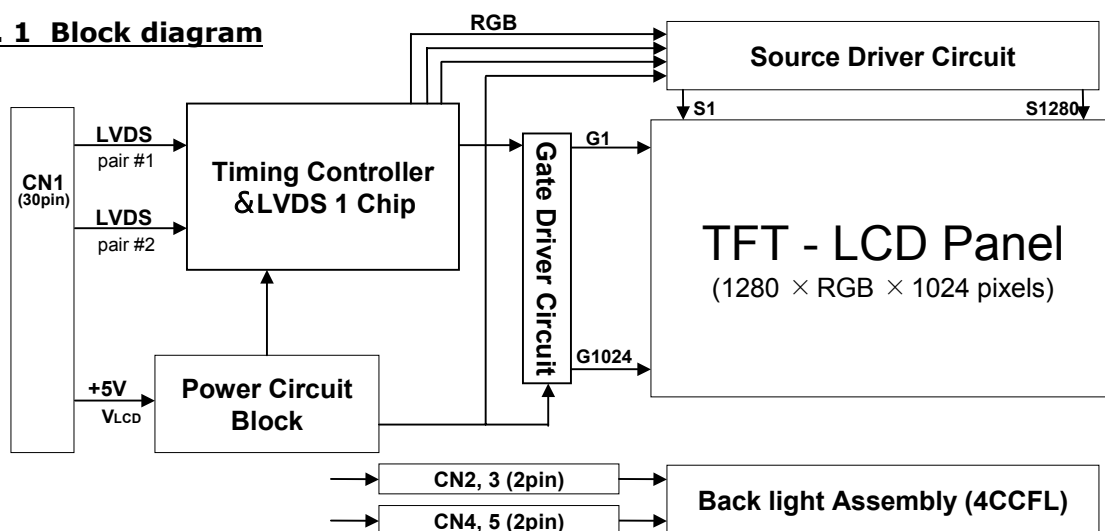 . 1 Block diagram
RGB
Source Driver Circuit
S1
S1280
CN1
(30pin)
LVDS
pair #1
LVDS
pair #2
Timing Controller
&LVDS 1 Chip
Gate Driver Circuit
G1
G1024
TFT - LCD Panel
(1280 × RGB × 1024 pixels)
+5V
VLCD
Power Circuit
Block
CN2, 3 (2pin)
CN4, 5 (2pin)
Back light Assembly (4CCFL)